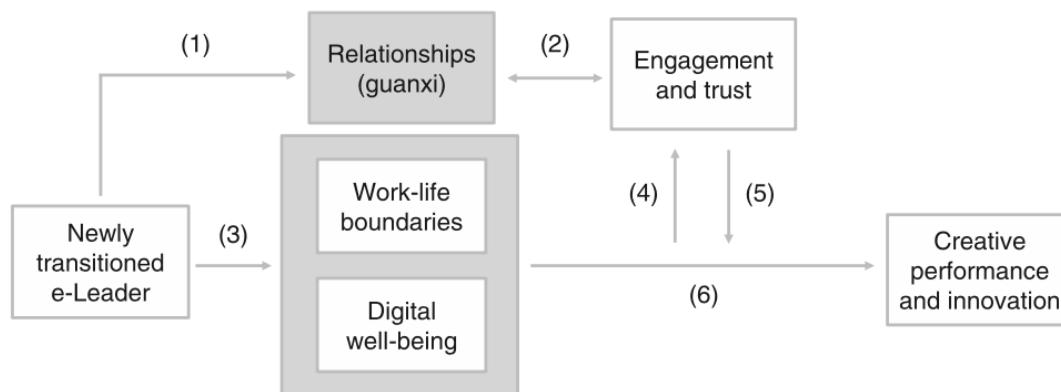 (1)
Relationships
(guanxi)
(2)
Engagement
and trust
Work-life
boundaries
(4)
(5)
Newly
transitioned
e-Leader
(3)
Creative
performance
and innovation
Digital
well-being
(6)